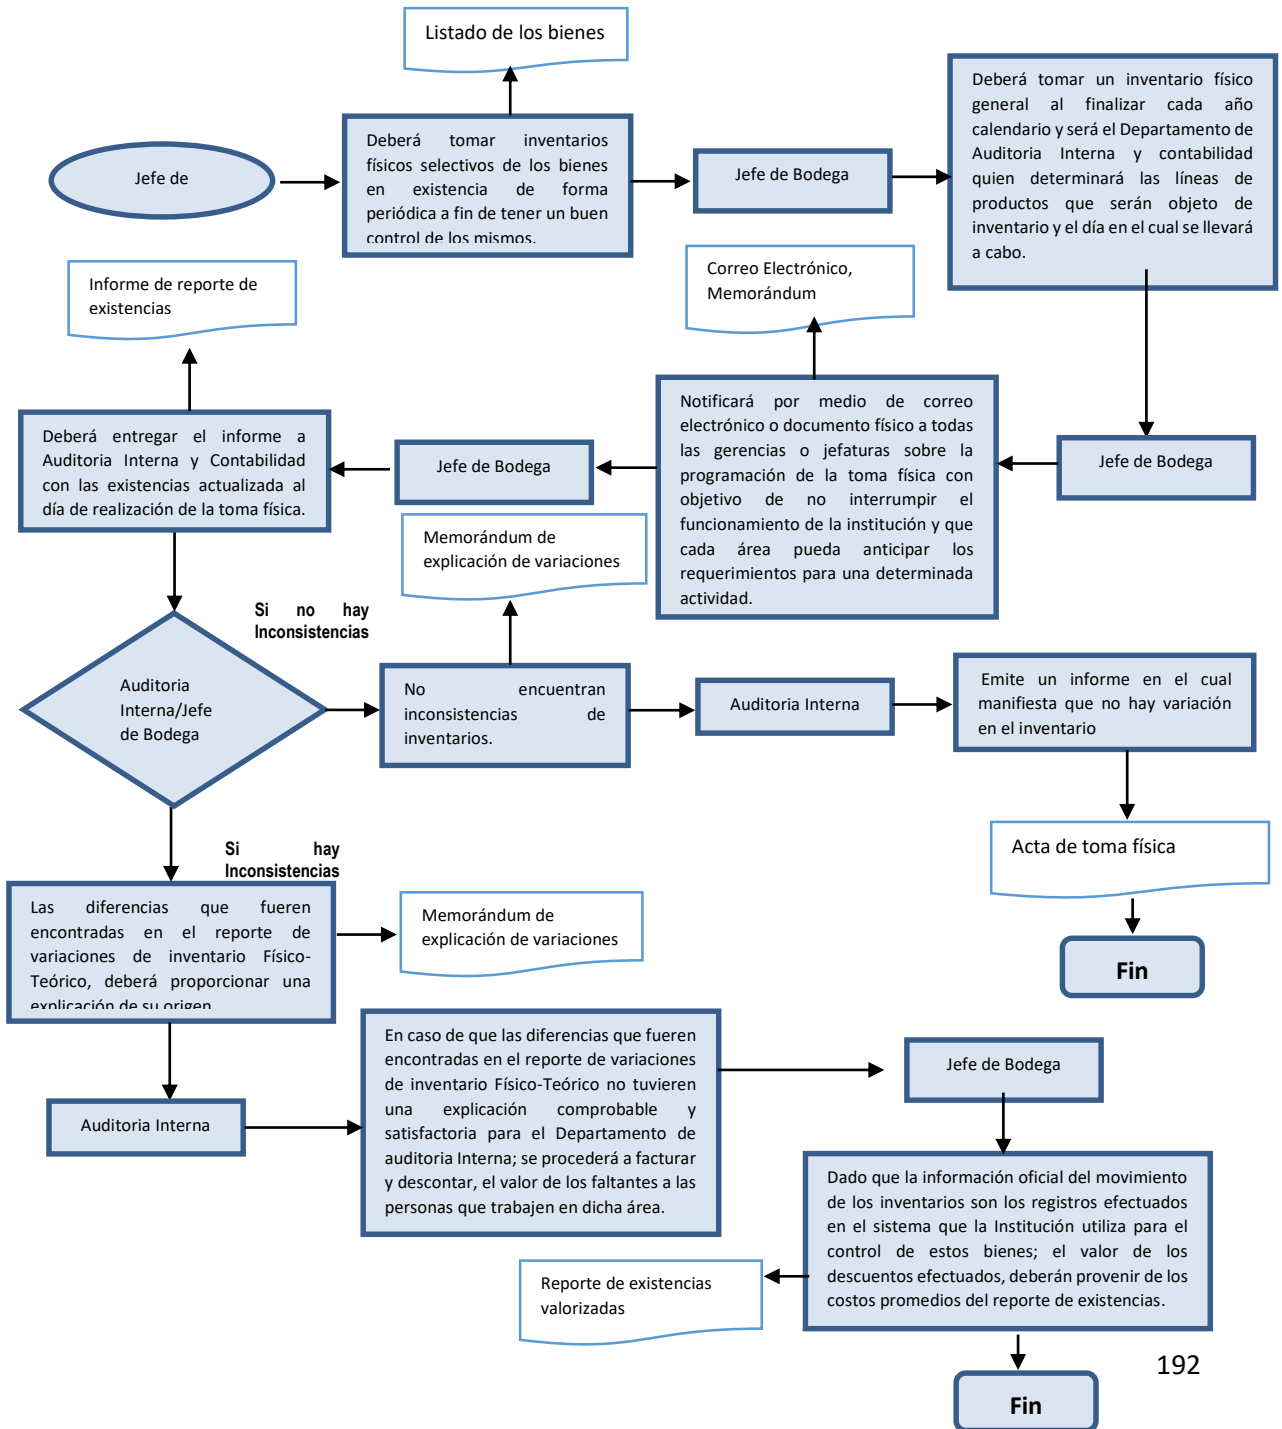 Listado de los bienes
Jefe de
Deberá tomar inventarios
físicos selectivos de los bienes
en existencia de forma
periódica a fin de tener un buen
control de los mismos.
Jefe de Bodega
Deberá tomar un inventario físico
general al finalizar cada año
calendario y será el Departamento de
Auditoria Interna y contabilidad
quien determinará las líneas de
productos que serán objeto de
inventario y el día en el cual se llevará
a cabo.
Informe de reporte de
existencias
Correo Electrónico,
Memorándum
Deberá entregar el informe a
Auditoria Interna y Contabilidad
con las existencias actualizada al
día de realización de la toma física.
Jefe de Bodega
Notificará por medio de correo
electrónico o documento físico a todas
las gerencias o jefaturas sobre la
programación de la toma física con
objetivo de no interrumpir el
funcionamiento de la institución y que
cada área pueda anticipar los
requerimientos para una determinada
actividad.
Jefe de Bodega
Memorándum de
explicación de variaciones
Si no hay
Inconsistencias
Auditoria
Interna/Jefe
de Bodega
No encuentran
inconsistencias de
inventarios.
Auditoria Interna
Emite un informe en el cual
manifiesta que no hay variación
en el inventario
Acta de toma física
Fin
Si hay
Inconsistencias
Las diferencias que fueren
encontradas en el reporte de
variaciones de inventario Físico-
Teórico, deberá proporcionar una
explicación de su origen
Memorándum de
explicación de variaciones
Auditoria Interna
En caso de que las diferencias que fueren
encontradas en el reporte de variaciones
de inventario Físico-Teórico no tuvieren
una explicación comprobable y
satisfactoria para el Departamento de
auditoria Interna; se procederá a facturar
y descontar, el valor de los faltantes a las
personas que trabajen en dicha área.
Jefe de Bodega
Dado que la información oficial del movimiento
de los inventarios son los registros efectuados
en el sistema que la Institución utiliza para el
control de estos bienes; el valor de los
descuentos efectuados, deberán provenir de los
costos promedios del reporte de existencias.
Reporte de existencias
valorizadas
192
Fin